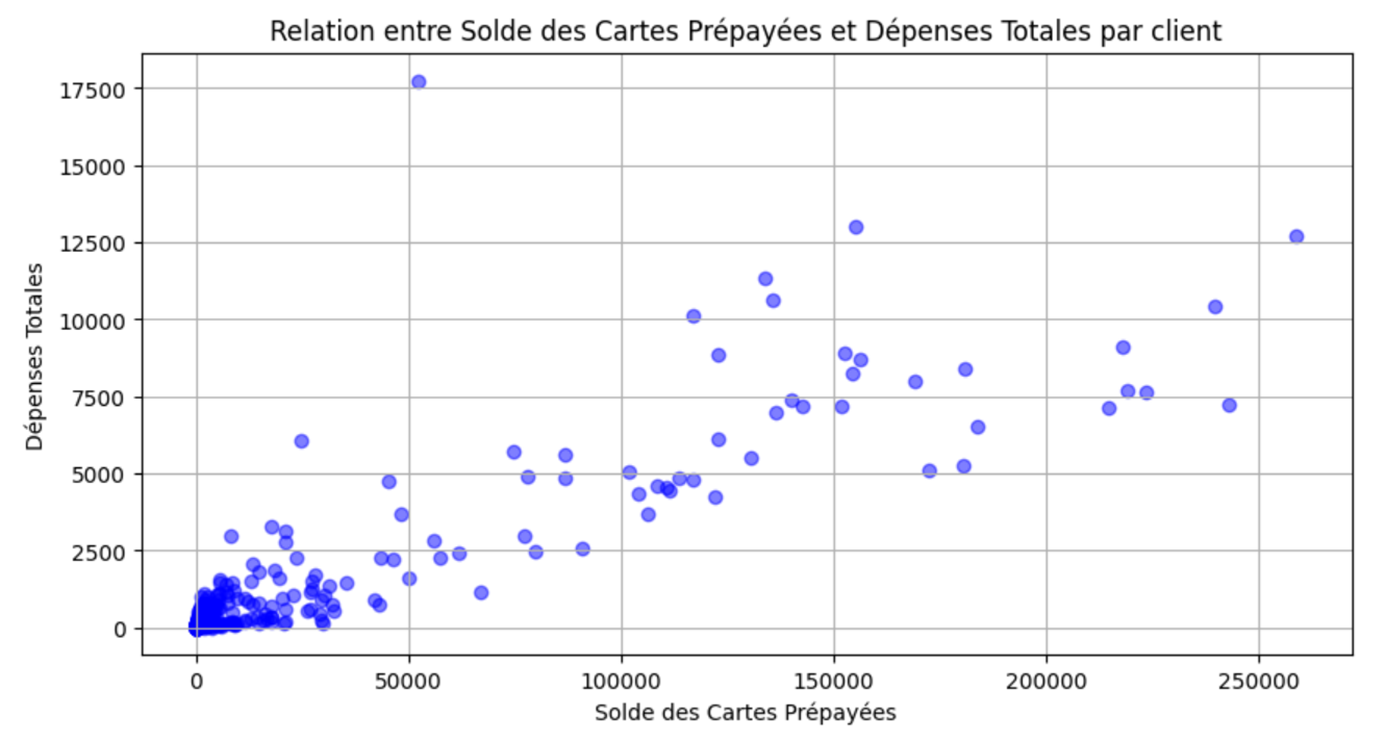 Relation entre Solde des Cartes Prépayées et Dépenses Totales par client
17500
15000
12500
10000
7500
5000
2500
0
Dépenses Totales
0 50000 100000 150000 200000 250000
Solde des Cartes Prépayées